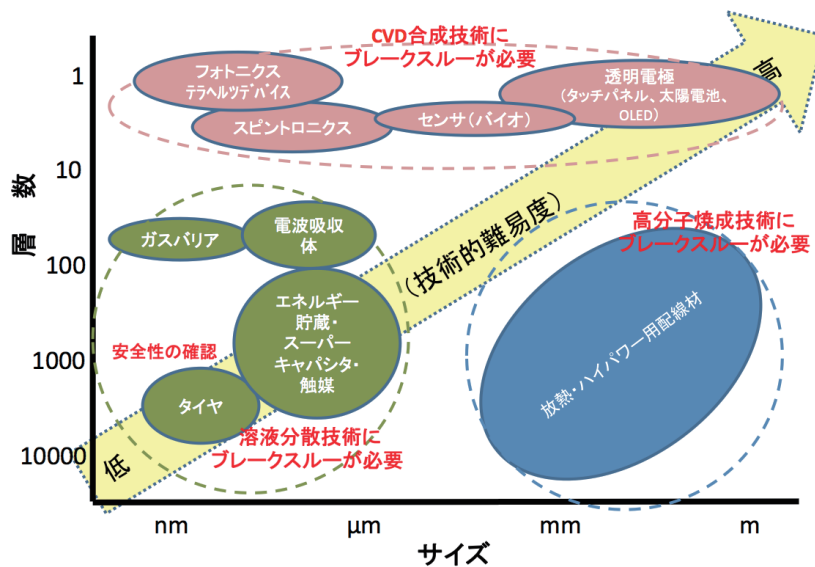 CVD合成技術に
ブレークスルーが必要
フォトニクス
テラヘルツデバイス
スピントロニクス
センサ(バイオ)
透明電極
(タッチパネル、太陽電池、
OLED)
高
(技術的難易度)
低
ガスバリア
電波吸収
体
エネルギー
貯蔵・
スーパー
キャパシタ・
触媒
安全性の確認
タイヤ
溶液分散技術に
ブレークスルーが必要
高分子焼成技術に
ブレークスルーが必要
放熱・ハイパワー用配線材
層 数
1
10
100
1000
10000
nm
μm
mm
m
サイズ